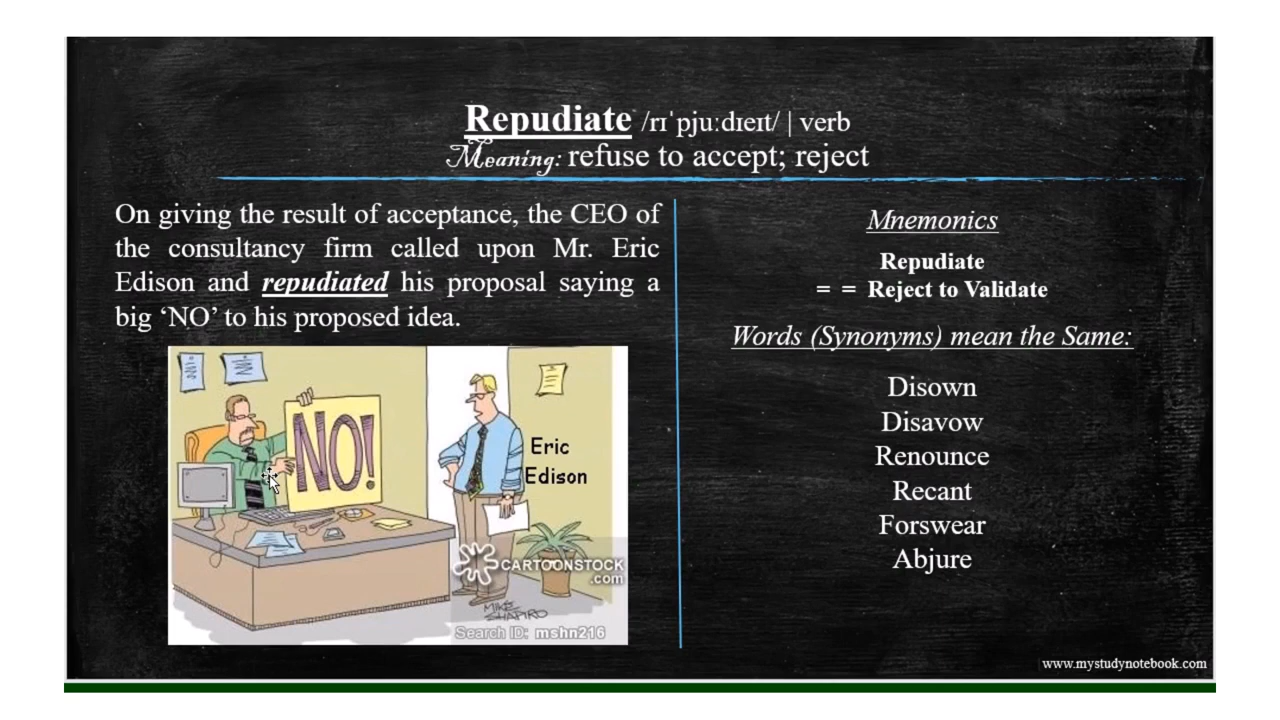 Repudiate /rɪˈpjuːdɪeɪt/ | verb
Meaning: refuse to accept; reject
On giving the result of acceptance, the CEO of
the consultancy firm called upon Mr. Eric
Edison and repudiated his proposal saying a
big ‘NO’ to his proposed idea.
NO!
Eric
Edison
CARTOONSTOCK
.com
MIKE
SHAPIRO
Search ID: mshn216
Mnemonics
Repudiate
= = Reject to Validate
Words (Synonyms) mean the Same:
Disown
Disavow
Renounce
Recant
Forswear
Abjure
www.mystudynotebook.com